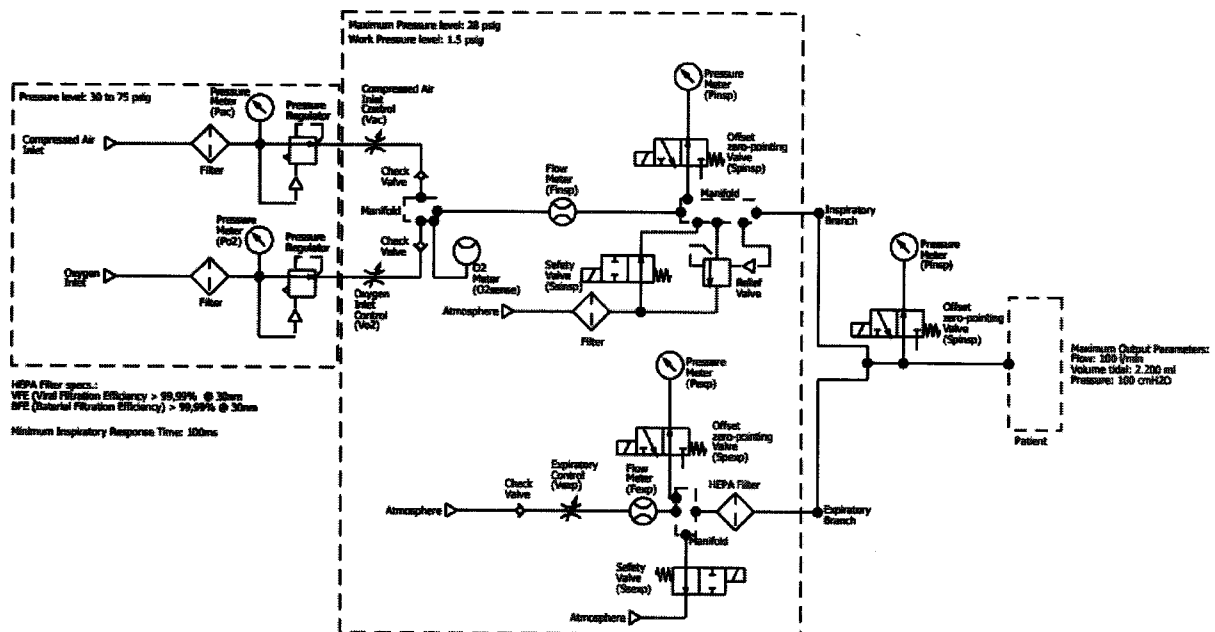 Maximum Pressure level: 28 psig
Work Pressure level: 1.5 psig
Pressure level: 30 to 75 psig
Pressure
Meter
(Pac)
Pressure
Regulator
Compressed Air
Inlet
Control
(Vac)
Compressed Air
Inlet
Filter
Check
Valve
Manifold
Pressure
Meter
(Po2)
Pressure
Regulator
Check
Valve
Oxygen
Inlet
Filter
Oxygen
Inlet
Control
(Vo2)
O2
Meter
(O2sense)
Flow
Meter
(Finsp)
Pressure
Meter
(Pinsp)
Offset
zero-pointing
Valve
(Spinsp)
Manifold
Inspiratory
Branch
Safety
Valve
(Ssinsp)
Relief
Valve
Atmosphere
Filter
Pressure
Meter
(Pinsp)
Offset
zero-pointing
Valve
(Spinsp)
Maximum Output Parameters:
Flow: 100 l/min
Volume tidal: 2.200 ml
Pressure: 100 cmH2O
Patient
HEPA Filter specs.:
VFE (Viral Filtration Efficiency > 99,99% @ 30nm
BFE (Baterial Filtration Efficiency) > 99,99% @ 30nm
Minimum Inspiratory Response Time: 100ms
Pressure
Meter
(Pexp)
Offset
zero-pointing
Valve
(Spexp)
Check
Valve
Expiratory
Control
(Vexp)
Flow
Meter
(Fexp)
HEPA Filter
Atmosphere
Expiratory
Branch
Manifold
Safety
Valve
(Ssexp)
Atmosphere